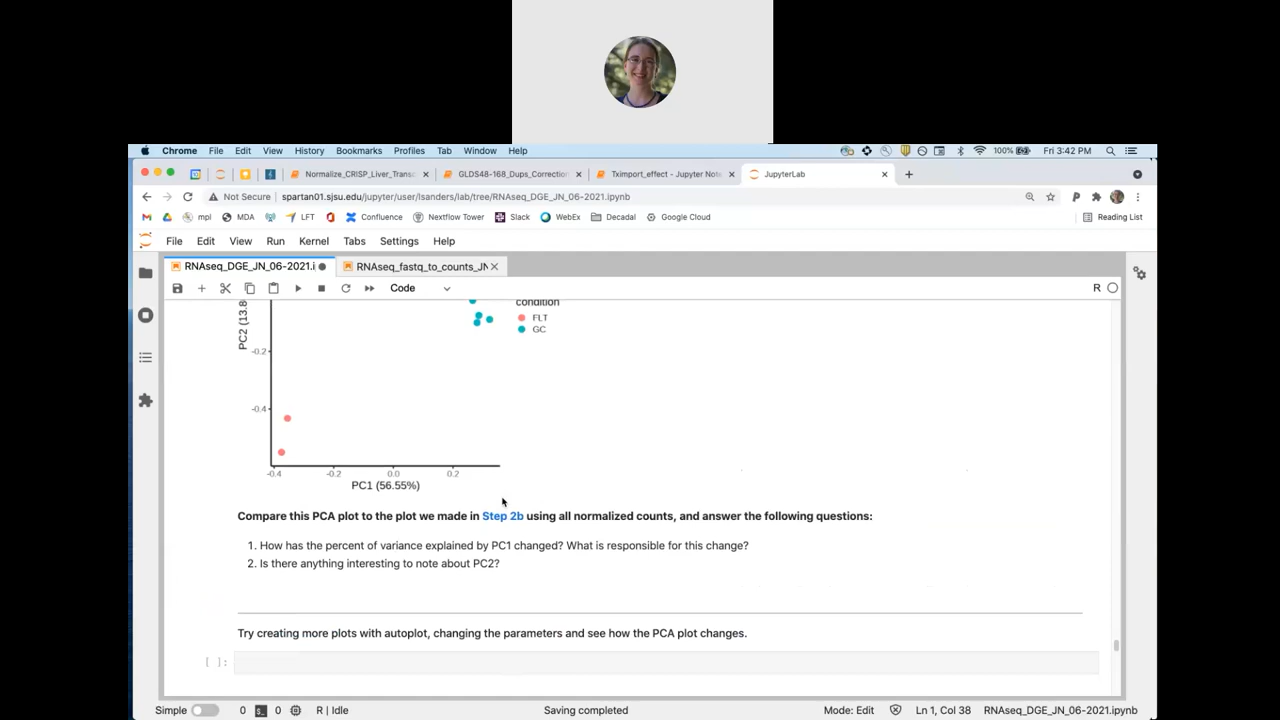 Chrome File Edit View History Bookmarks Profiles Tab Window Help 100% Fri 3:42 PM
Normalize_CRISP_Liver_Transc × GLDS48-168_Dups_Correction × Tximport_effect - Jupyter Note × JupyterLab × +
Not Secure | spartan01.sjsu.edu/jupyter/user/lsanders/lab/tree/RNAseq_DGE_JN_06-2021.ipynb
mpl MDA LFT Confluence Nextflow Tower Slack WebEx Decadal Google Cloud Reading List
File Edit View Run Kernel Tabs Settings Help
RNAseq_DGE_JN_06-2021.i RNAseq_fastq_to_counts_JN ×
Code R
PC2 (13.8
condition
FLT
GC
-0.2
-0.4
-0.4 -0.2 0.0 0.2
PC1 (56.55%)
Compare this PCA plot to the plot we made in Step 2b using all normalized counts, and answer the following questions:
1. How has the percent of variance explained by PC1 changed? What is responsible for this change?
2. Is there anything interesting to note about PC2?
Try creating more plots with autoplot, changing the parameters and see how the PCA plot changes.
[ ]:
Simple 0 0 R | Idle Saving completed Mode: Edit Ln 1, Col 38 RNAseq_DGE_JN_06-2021.ipynb